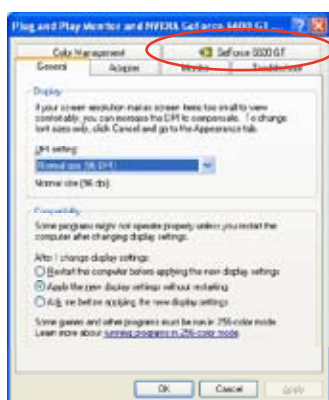 Plug and Play Monitor and NVIDIA GeForce 6600 GT...
Color Management
GeForce 6600 GT
General
Adapter
Monitor
Troubleshoot
Display
If your screen resolution makes screen items too small to view
comfortably, you can increase the DPI to compensate. To change
font sizes only, click Cancel and go to the Appearance tab.
DPI setting:
Normal size (96 DPI)
Normal size (96 dpi)
Compatibility
Some programs might not operate properly unless you restart the
computer after changing display settings.
After I change display settings:
Restart the computer before applying the new display settings
Apply the new display settings without restarting
Ask me before applying the new display settings
Some games and other programs must be run in 256-color mode.
Learn more about running programs in 256-color mode.
OK
Cancel
Apply